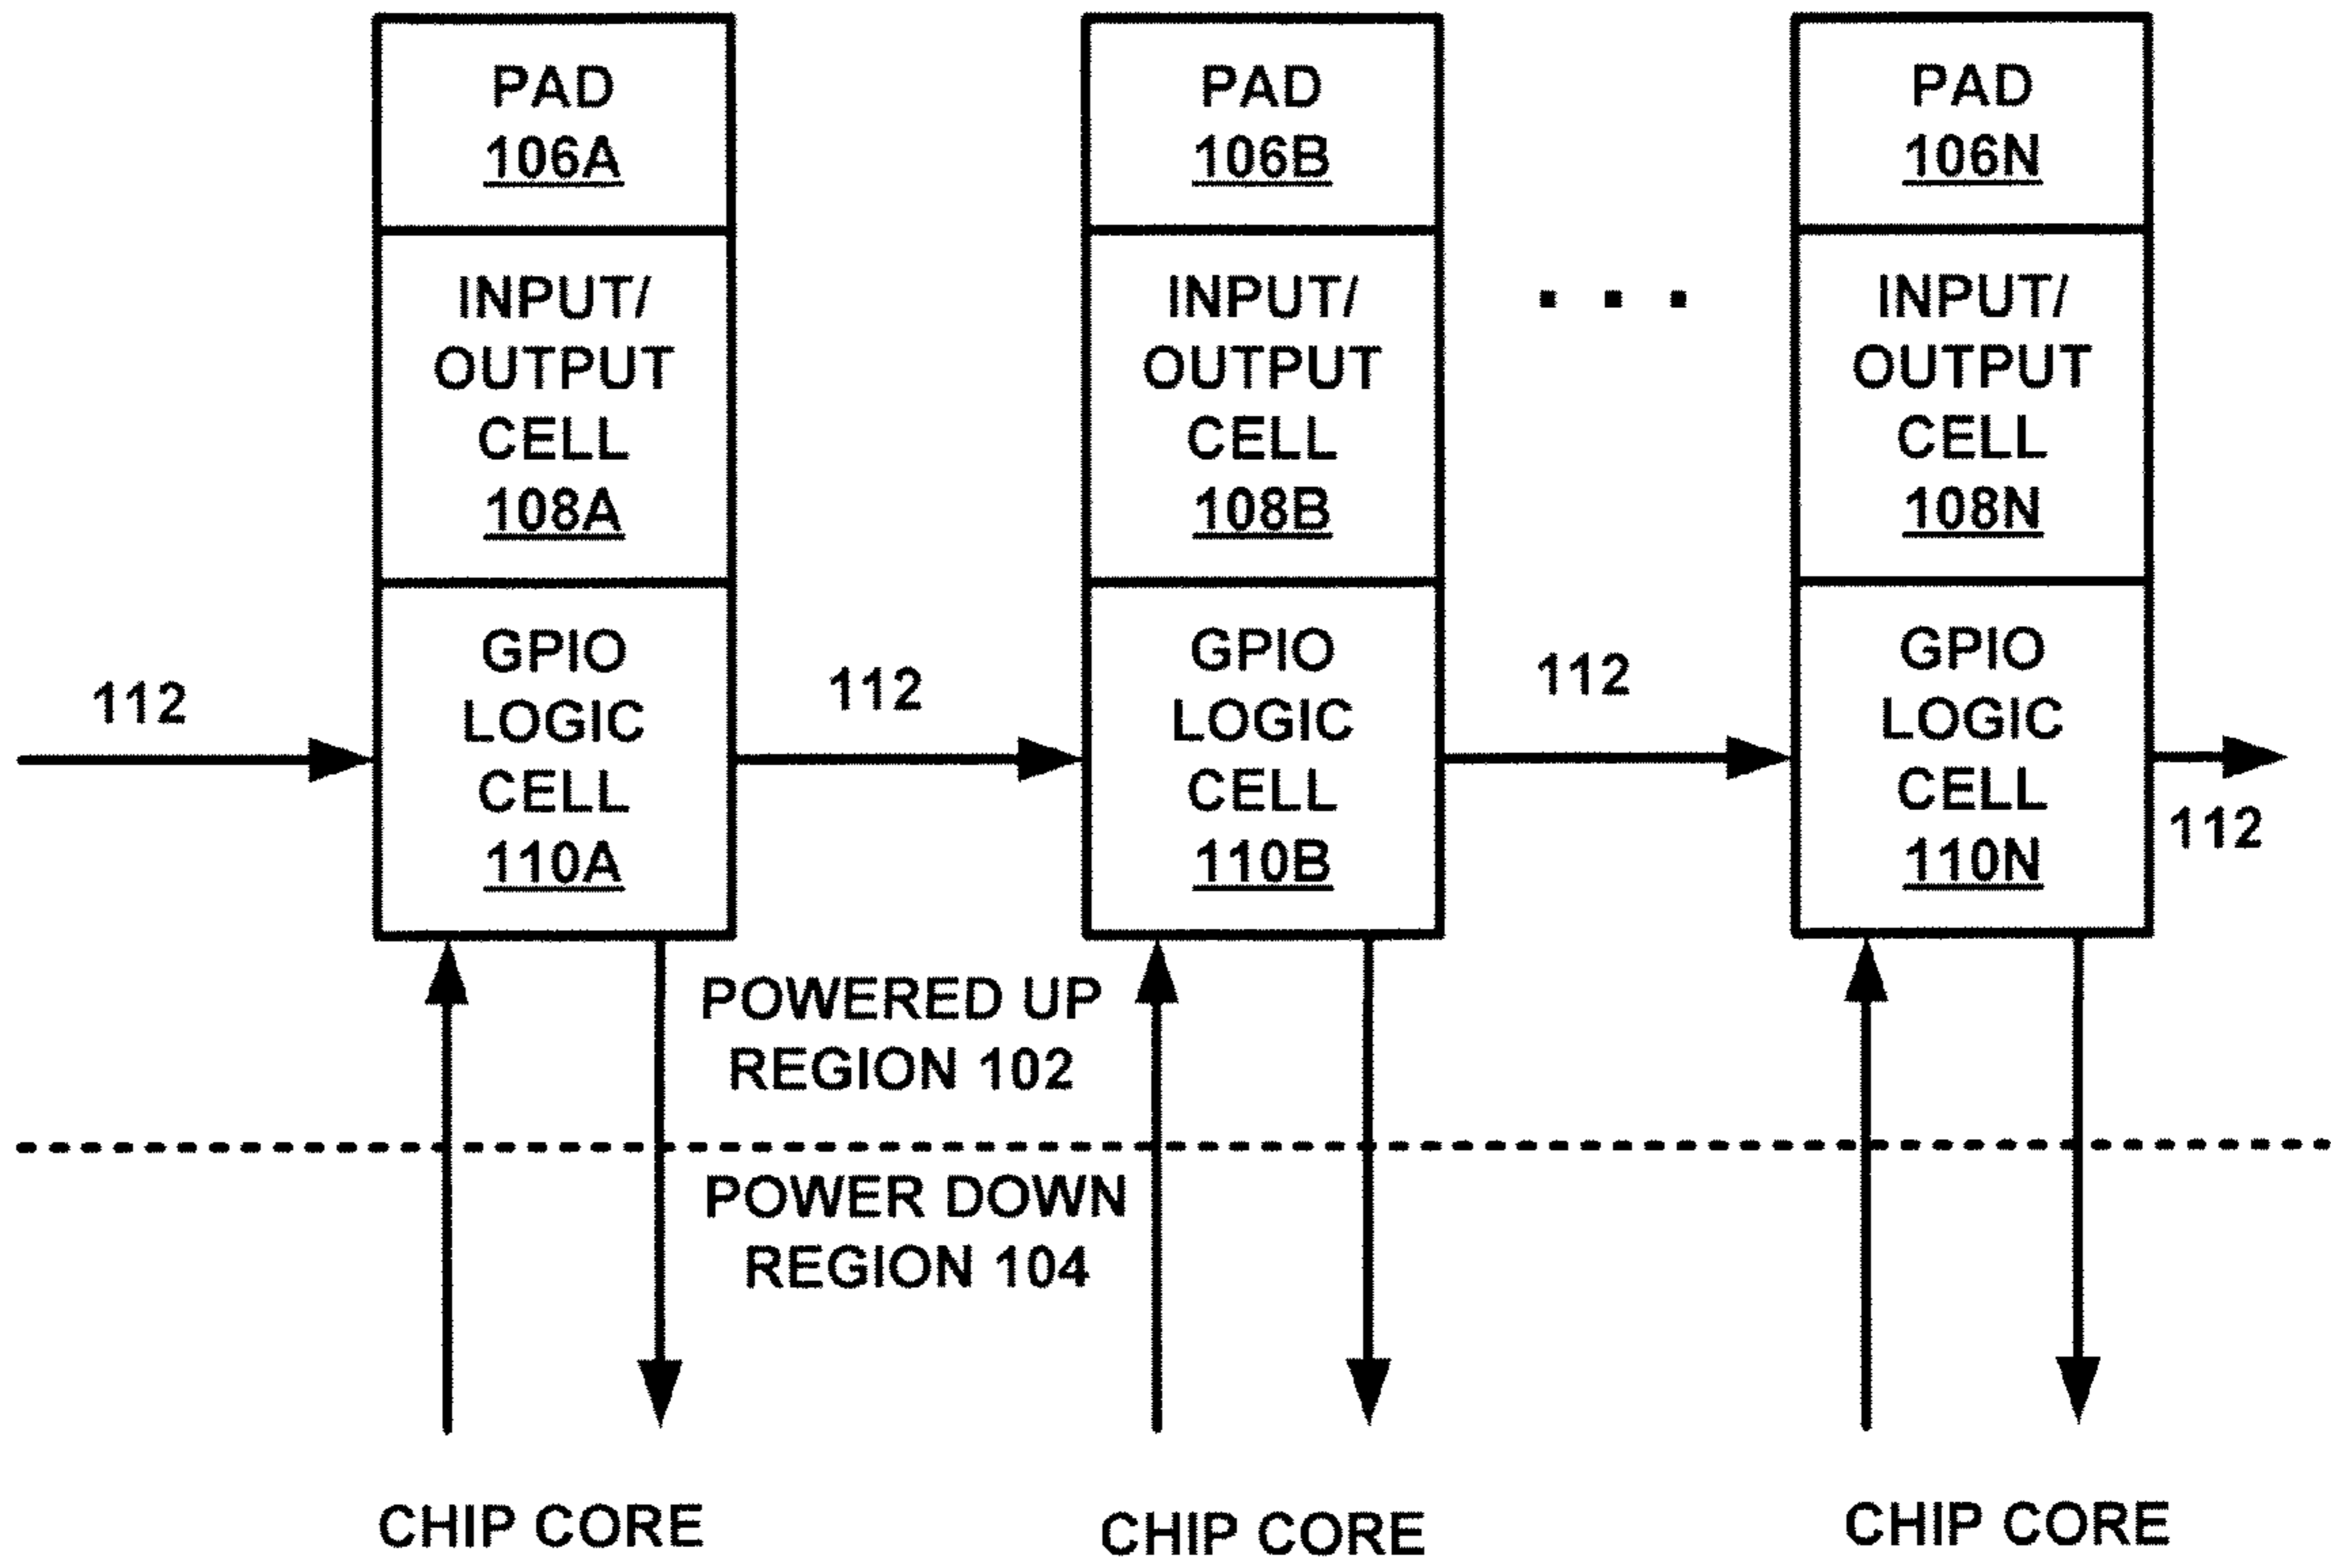 PAD
106A
INPUT/
OUTPUT
CELL
108A
GPIO
LOGIC
CELL
110A
PAD
106B
INPUT/
OUTPUT
CELL
108B
GPIO
LOGIC
CELL
110B
. . .
PAD
106N
INPUT/
OUTPUT
CELL
108N
GPIO
LOGIC
CELL
110N
112
112
112
112
POWERED UP
REGION 102
POWER DOWN
REGION 104
CHIP CORE
CHIP CORE
CHIP CORE